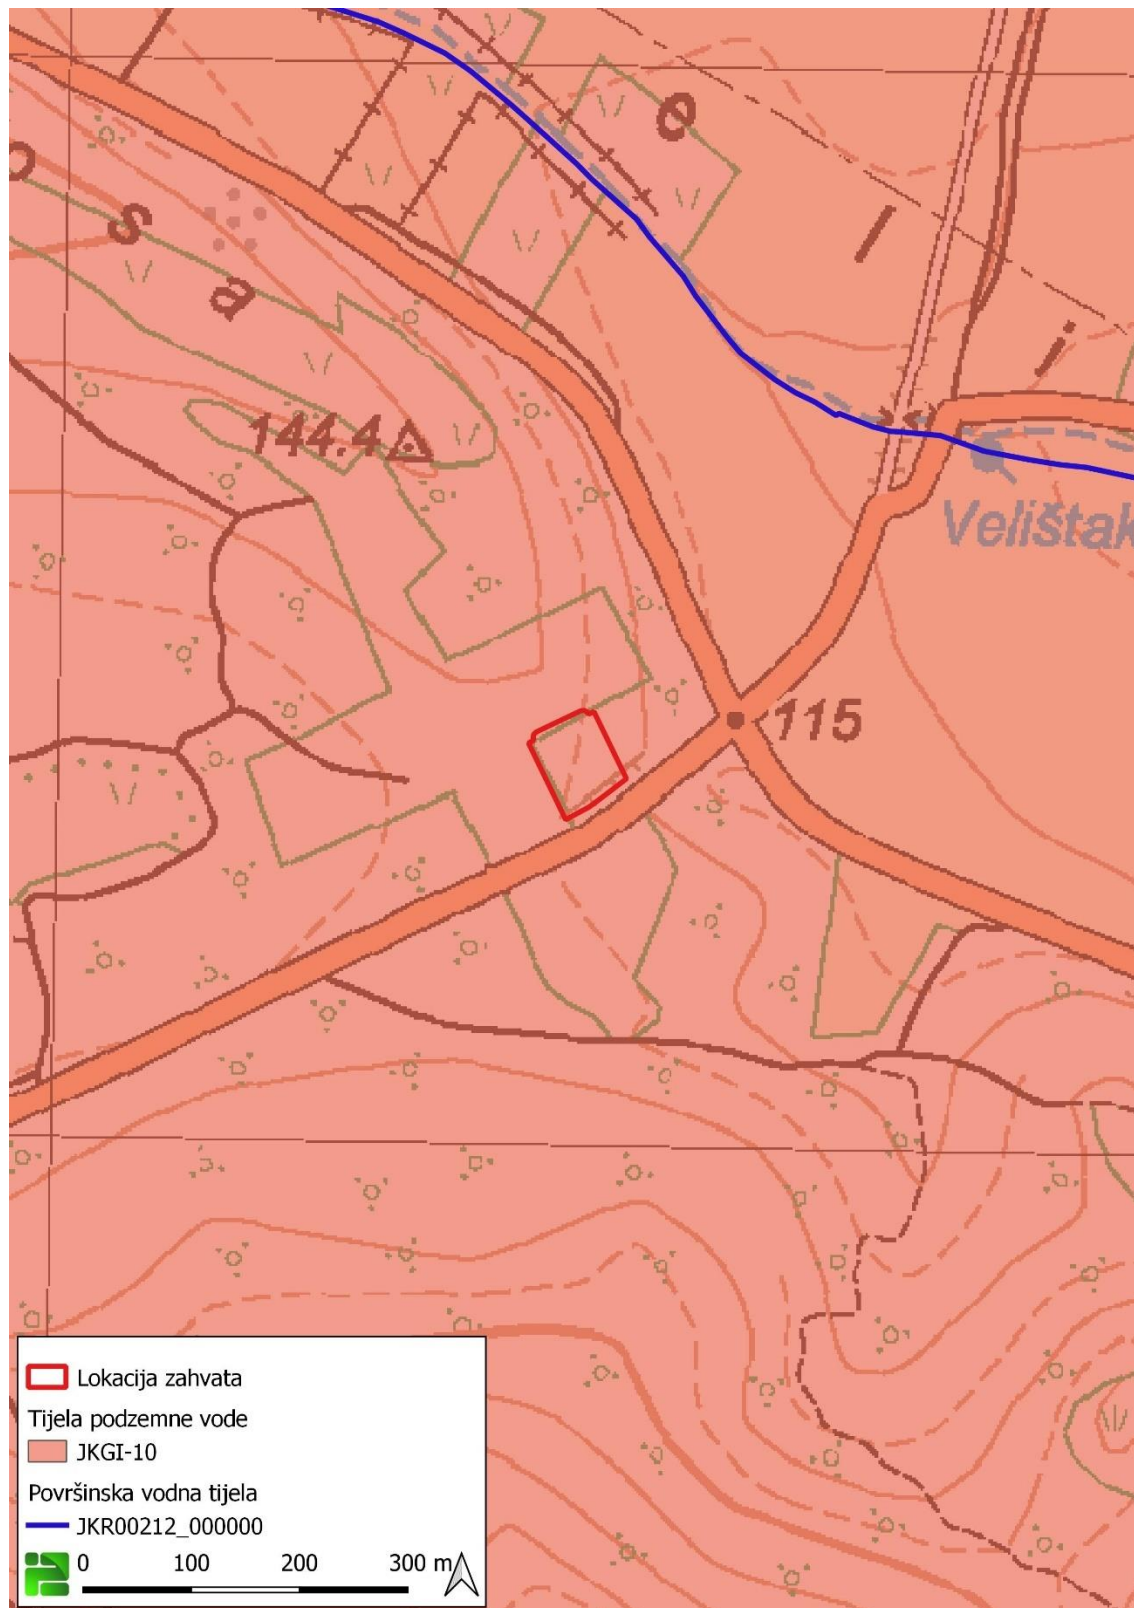 o s a
e l i
144.4
Velištak
115
Lokacija zahvata
Tijela podzemne vode
JKGI-10
Površinska vodna tijela
JKR00212_000000
0 100 200 300 m